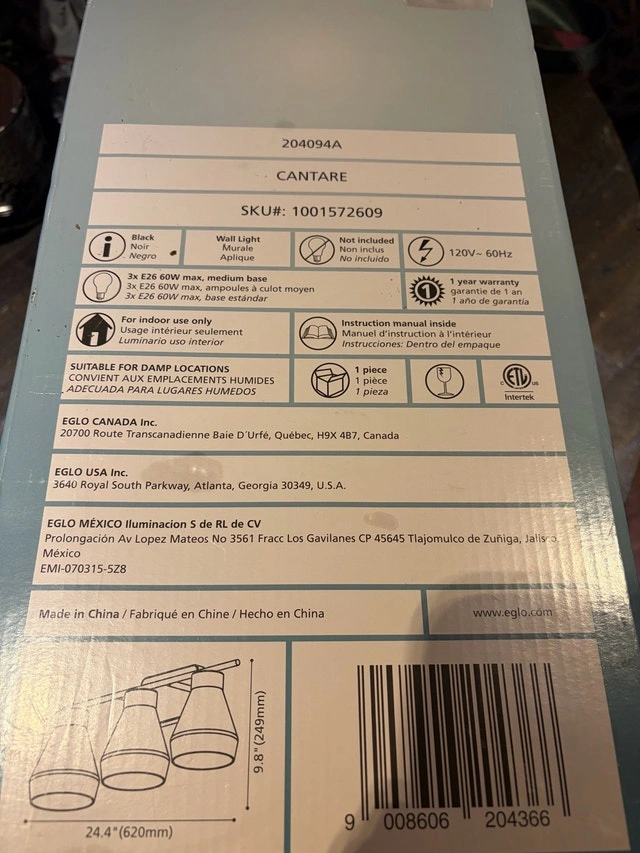 204094A
CANTARE
SKU#: 1001572609
Black
Noir
Negro
Wall Light
Murale
Aplique
Not included
Non inclus
No incluido
120V~ 60Hz
3x E26 60W max, medium base
3x E26 60W max, ampoules à culot moyen
3x E26 60W max, base estándar
1
1 year warranty
garantie de 1 an
1 año de garantía
For indoor use only
Usage intérieur seulement
Luminario uso interior
Instruction manual inside
Manuel d'instruction à l'intérieur
Instrucciones: Dentro del empaque
SUITABLE FOR DAMP LOCATIONS
CONVIENT AUX EMPLACEMENTS HUMIDES
ADECUADA PARA LUGARES HUMEDOS
1 piece
1 pièce
1 pieza
c ETL us
Intertek
EGLO CANADA Inc.
20700 Route Transcanadienne Baie D´Urfé, Québec, H9X 4B7, Canada
EGLO USA Inc.
3640 Royal South Parkway, Atlanta, Georgia 30349, U.S.A.
EGLO MÉXICO Iluminacion S de RL de CV
Prolongación Av Lopez Mateos No 3561 Fracc Los Gavilanes CP 45645 Tlajomulco de Zuñiga, Jalisco,
México
EMI-070315-5Z8
Made in China / Fabriqué en Chine / Hecho en China
www.eglo.com
9.8"(249mm)
24.4"(620mm)
9 008606 204366